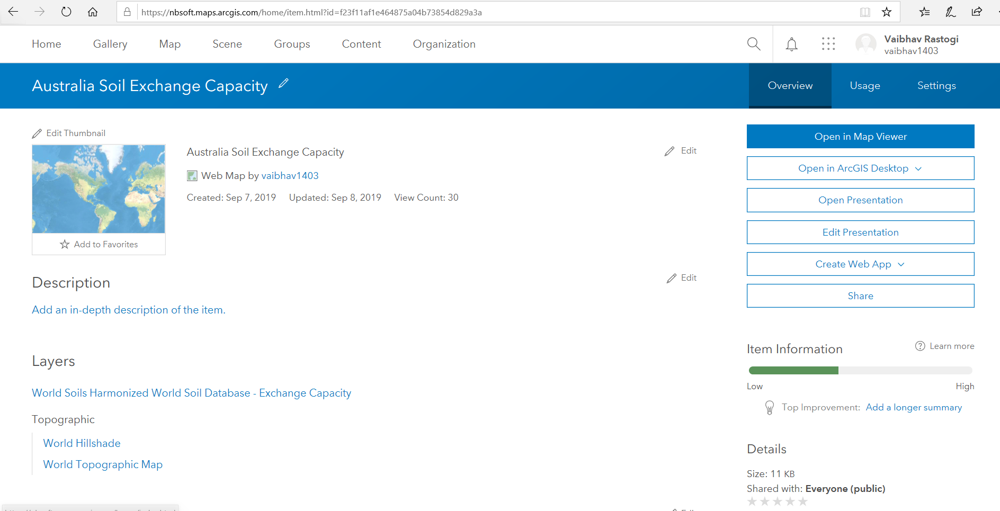 https://nbsoft.maps.arcgis.com/home/item.html?id=f23f11af1e464875a04b73854d829a3a
Home Gallery Map Scene Groups Content Organization
Vaibhav Rastogi
vaibhav1403
Australia Soil Exchange Capacity
Overview Usage Settings
Edit Thumbnail
Add to Favorites
Australia Soil Exchange Capacity
Edit
Web Map by vaibhav1403
Created: Sep 7, 2019 Updated: Sep 8, 2019 View Count: 30
Description
Edit
Add an in-depth description of the item.
Layers
World Soils Harmonized World Soil Database - Exchange Capacity
Topographic
World Hillshade
World Topographic Map
Open in Map Viewer
Open in ArcGIS Desktop
Open Presentation
Edit Presentation
Create Web App
Share
Item Information
Learn more
Low High
Top Improvement: Add a longer summary
Details
Size: 11 KB
Shared with: Everyone (public)